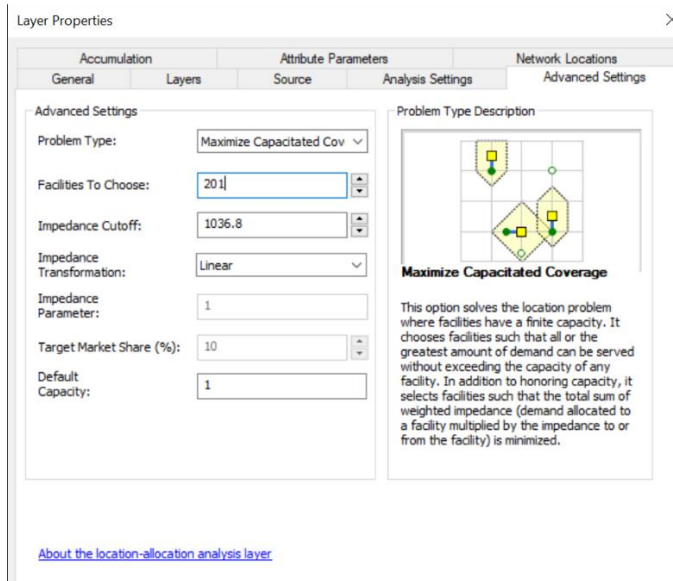 Layer Properties
Accumulation
Attribute Parameters
Network Locations
General
Layers
Source
Analysis Settings
Advanced Settings
Advanced Settings
Problem Type:
Maximize Capacitated Cov
Facilities To Choose:
201
Impedance Cutoff:
1036.8
Impedance
Transformation:
Linear
Impedance
Parameter:
1
Target Market Share (%):
10
Default
Capacity:
1
Problem Type Description
Maximize Capacitated Coverage
This option solves the location problem
where facilities have a finite capacity. It
chooses facilities such that all or the
greatest amount of demand can be served
without exceeding the capacity of any
facility. In addition to honoring capacity, it
selects facilities such that the total sum of
weighted impedance (demand allocated to
a facility multiplied by the impedance to or
from the facility) is minimized.
About the location-allocation analysis layer